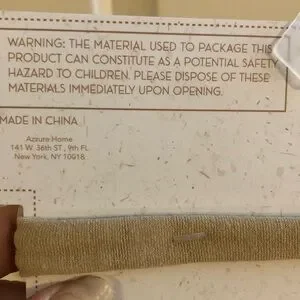 WARNING: THE MATERIAL USED TO PACKAGE THIS
PRODUCT CAN CONSTITUTE AS A POTENTIAL SAFETY
HAZARD TO CHILDREN. PLEASE DISPOSE OF THESE
MATERIALS IMMEDIATELY UPON OPENING.
MADE IN CHINA
Azzure Home
141 W. 36th ST., 9th FL.
New York, NY 10018